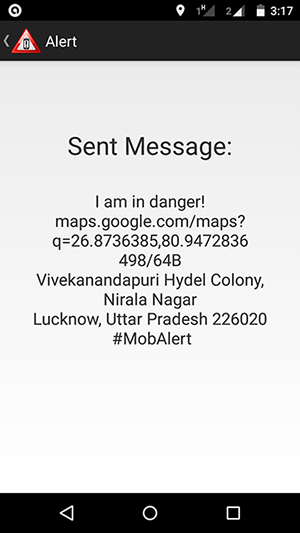 1 H 2 3:17
Alert
Sent Message:
I am in danger!
maps.google.com/maps?
q=26.8736385,80.9472836
498/64B
Vivekanandapuri Hydel Colony,
Nirala Nagar
Lucknow, Uttar Pradesh 226020
#MobAlert